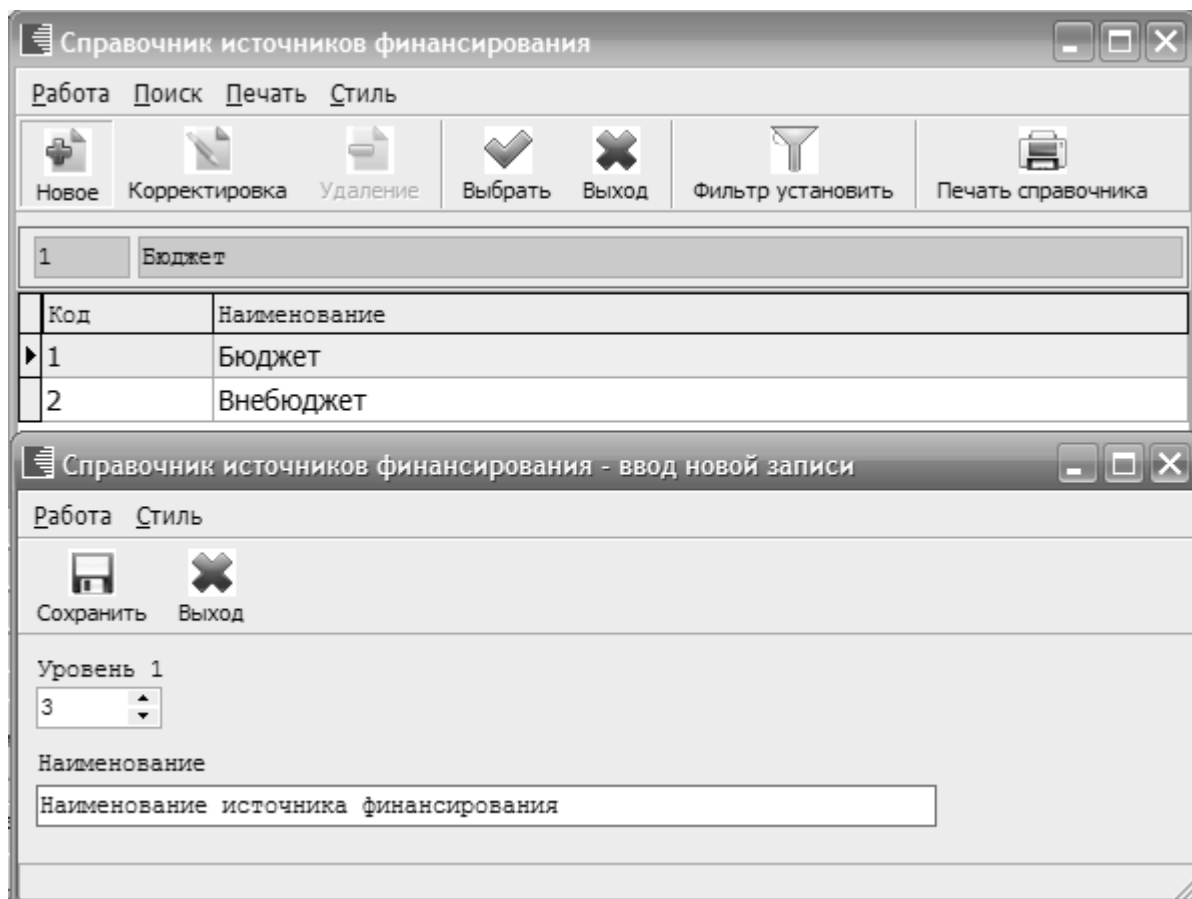 Справочник источников финансирования
Работа Поиск Печать Стиль
Новое Корректировка Удаление Выбрать Выход Фильтр установить Печать справочника
1 Бюджет
Код Наименование
1 Бюджет
2 Внебюджет
Справочник источников финансирования - ввод новой записи
Работа Стиль
Сохранить Выход
Уровень 1
3
Наименование
Наименование источника финансирования